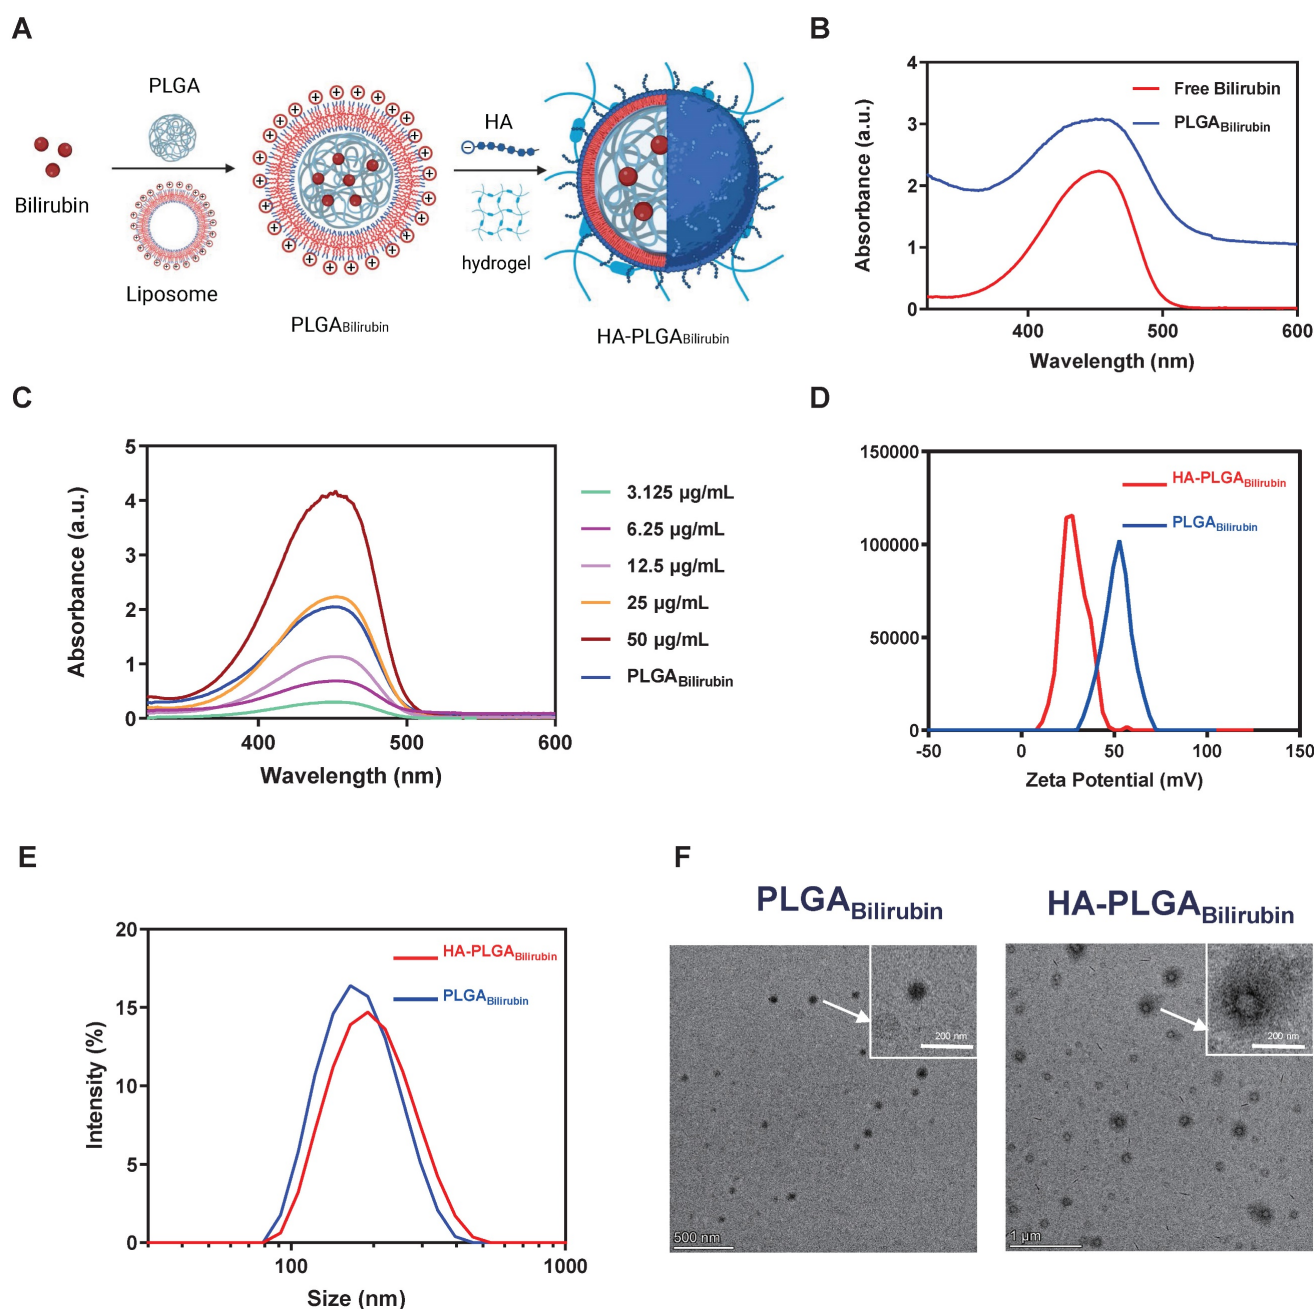 A
PLGA
Bilirubin
Liposome
PLGABilirubin
HA
hydrogel
HA-PLGABilirubin
B
4
3
2
1
0
Absorbance (a.u.)
Free Bilirubin
PLGABilirubin
400
500
600
Wavelength (nm)
C
5
4
3
2
1
0
Absorbance (a.u.)
400
500
600
Wavelength (nm)
3.125 µg/mL
6.25 µg/mL
12.5 µg/mL
25 µg/mL
50 µg/mL
PLGABilirubin
D
150000
100000
50000
0
HA-PLGABilirubin
PLGABilirubin
-50
0
50
100
150
Zeta Potential (mV)
E
20
15
10
5
0
Intensity (%)
HA-PLGABilirubin
PLGABilirubin
100
1000
Size (nm)
F
PLGABilirubin
200 nm
500 nm
HA-PLGABilirubin
200 nm
1 µm